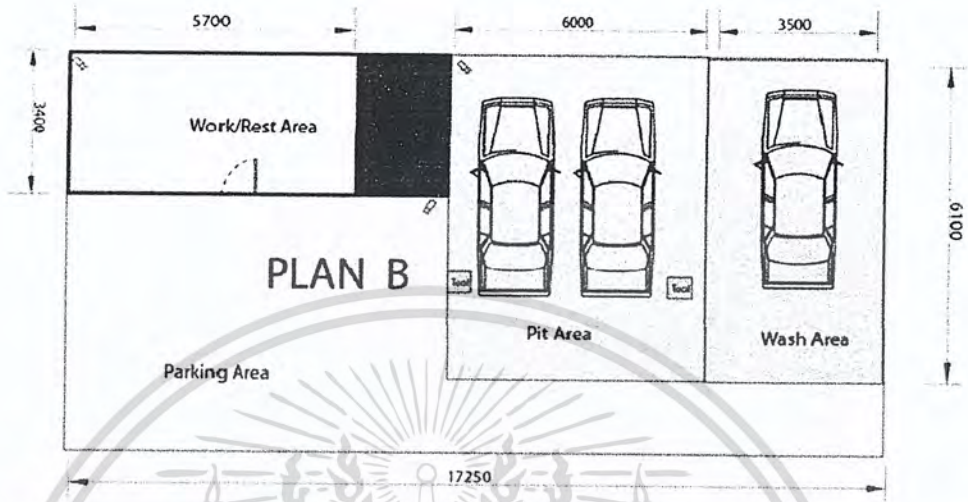 5700
6000
3500
3400
Work/Rest Area
6100
PLAN B
Tool
Tool
Pit Area
Wash Area
Parking Area
17250